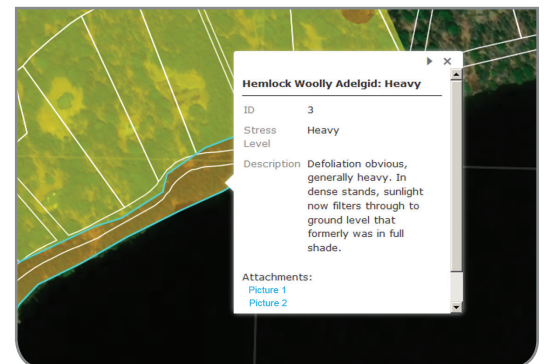 Hemlock Woolly Adelgid: Heavy
ID 3
Stress Heavy
Level
Description Defoliation obvious,
generally heavy. In
dense stands, sunlight
now filters through to
ground level that
formerly was in full
shade.
Attachments:
Picture 1
Picture 2